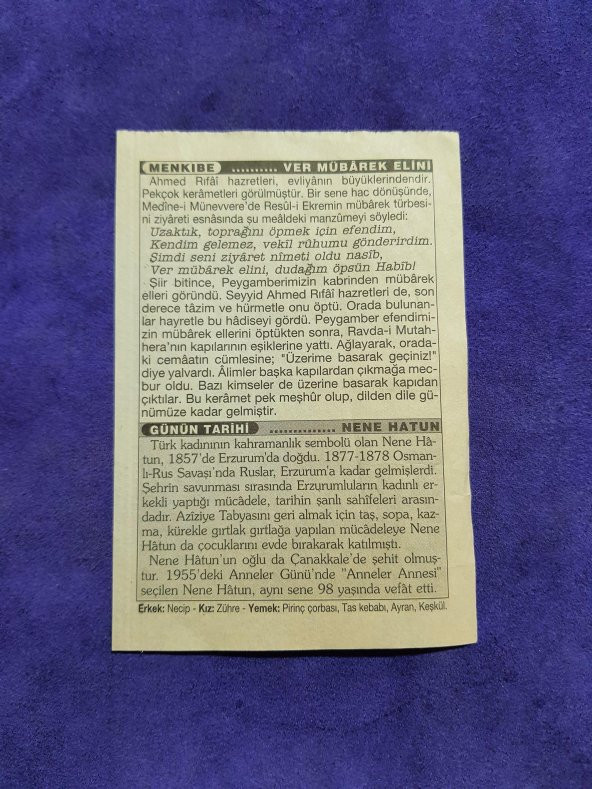 MENKIBE .......... VER MÜBÂREK ELİNİ
Ahmed Rıfâî hazretleri, evliyânın büyüklerindendir.
Pekçok kerâmetleri görülmüştür. Bir sene hac dönüşünde,
Medîne-i Münevvere'de Resûl-i Ekremin mübârek türbesi-
ni ziyâreti esnâsında şu meâldeki manzûmeyi söyledi:
Uzaktık, toprağını öpmek için efendim,
Kendim gelemez, vekîl rûhumu gönderirdim.
Şimdi seni ziyâret nîmeti oldu nasîb,
Ver mübârek elini, dudağım öpsün Habîb!
Şiir bitince, Peygamberimizin kabrinden mübârek
elleri göründü. Seyyid Ahmed Rıfâî hazretleri de, son
derece tâzim ve hürmetle onu öptü. Orada bulunan-
lar hayretle bu hâdiseyi gördü. Peygamber efendimi-
zin mübârek ellerini öptükten sonra, Ravda-i Mutah-
hera'nın kapılarının eşiklerine yattı. Ağlayarak, orada-
ki cemâatın cümlesine; "Üzerime basarak geçiniz!"
diye yalvardı. Âlimler başka kapılardan çıkmağa mec-
bur oldu. Bazı kimseler de üzerine basarak kapıdan
çıktılar. Bu kerâmet pek meşhûr olup, dilden dile gü-
nümüze kadar gelmiştir.
GÜNÜN TARİHİ .............. NENE HATUN
Türk kadınının kahramanlık sembolü olan Nene Hâ-
tun, 1857'de Erzurum'da doğdu. 1877-1878 Osman-
lı-Rus Savaşı'nda Ruslar, Erzurum'a kadar gelmişlerdi.
Şehrin savunması sırasında Erzurumluların kadınlı er-
kekli yaptığı mücâdele, tarihin şanlı sahîfeleri arasın-
dadır. Azîziye Tabyasını geri almak için taş, sopa, kaz-
ma, kürekle gırtlak gırtlağa yapılan mücâdeleye Nene
Hâtun da çocuklarını evde bırakarak katılmıştı.
Nene Hâtun'un oğlu da Çanakkale'de şehit olmuş-
tur. 1955'deki Anneler Günü'nde "Anneler Annesi"
seçilen Nene Hâtun, aynı sene 98 yaşında vefât etti.
Erkek: Necip - Kız: Zühre - Yemek: Pirinç çorbası, Tas kebabı, Ayran, Keşkül.